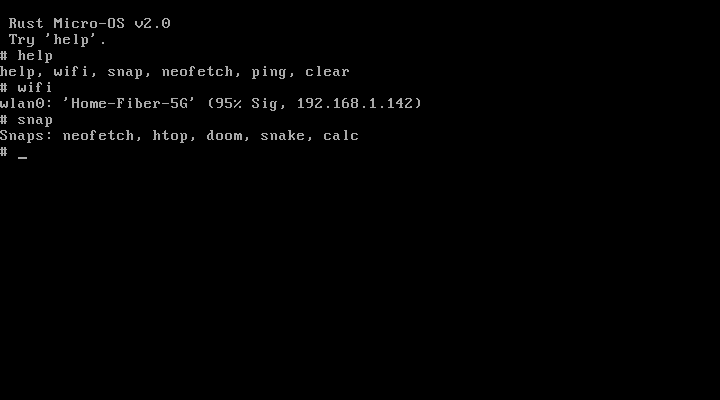 Rust Micro-OS v2.0
Try 'help'.
# help
help, wifi, snap, neofetch, ping, clear
# wifi
wlan0: 'Home-Fiber-5G' (95% Sig, 192.168.1.142)
# snap
Snaps: neofetch, htop, doom, snake, calc
# _